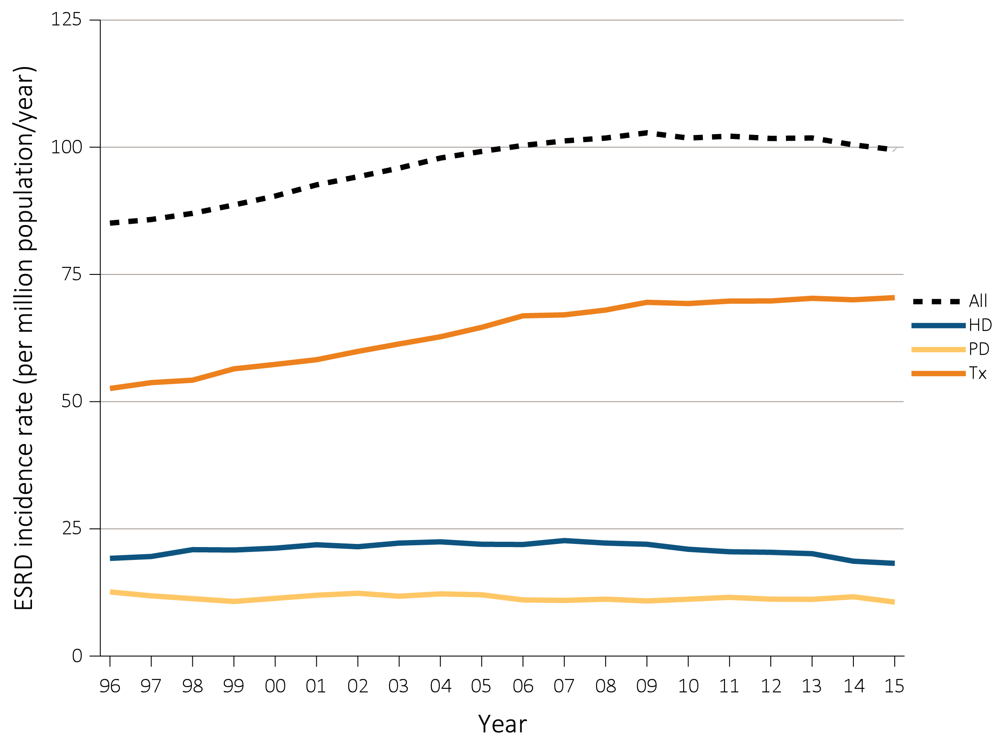 ESRD incidence rate (per million population/year)
125
100
75
50
25
0
96 97 98 99 00 01 02 03 04 05 06 07 08 09 10 11 12 13 14 15
Year
All
HD
PD
Tx